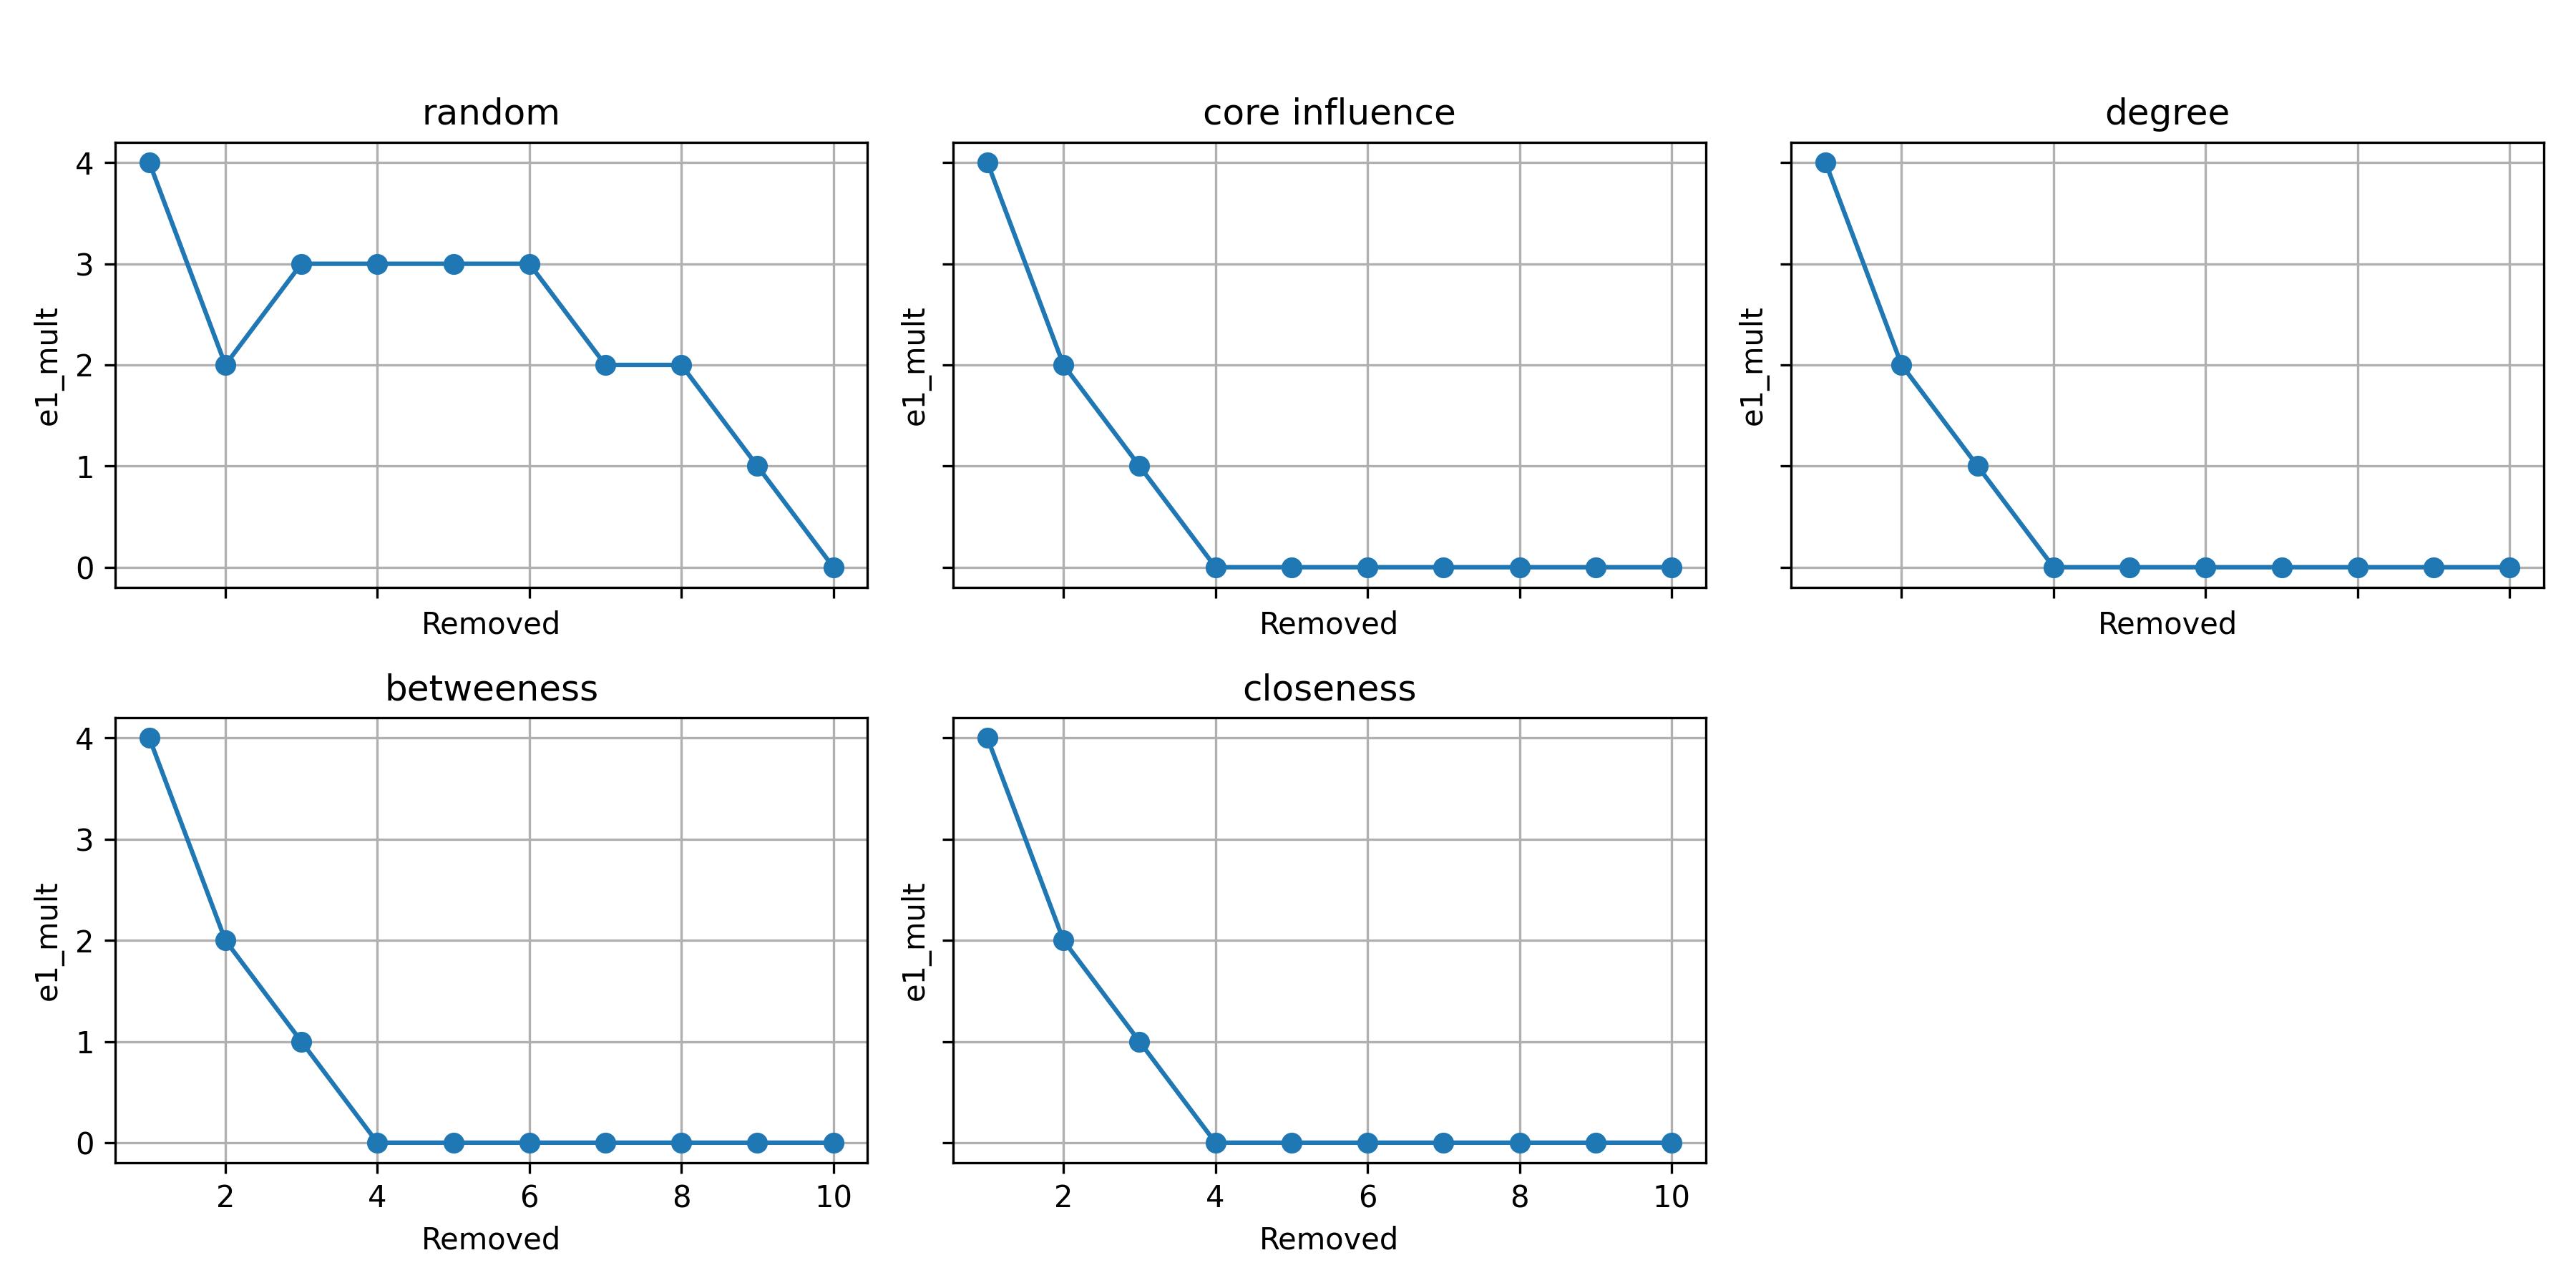 random
core influence
degree
4
3
2
1
0
e1_mult
e1_mult
e1_mult
Removed
Removed
Removed
betweeness
closeness
4
3
2
1
0
e1_mult
e1_mult
2 4 6 8 10
2 4 6 8 10
Removed
Removed